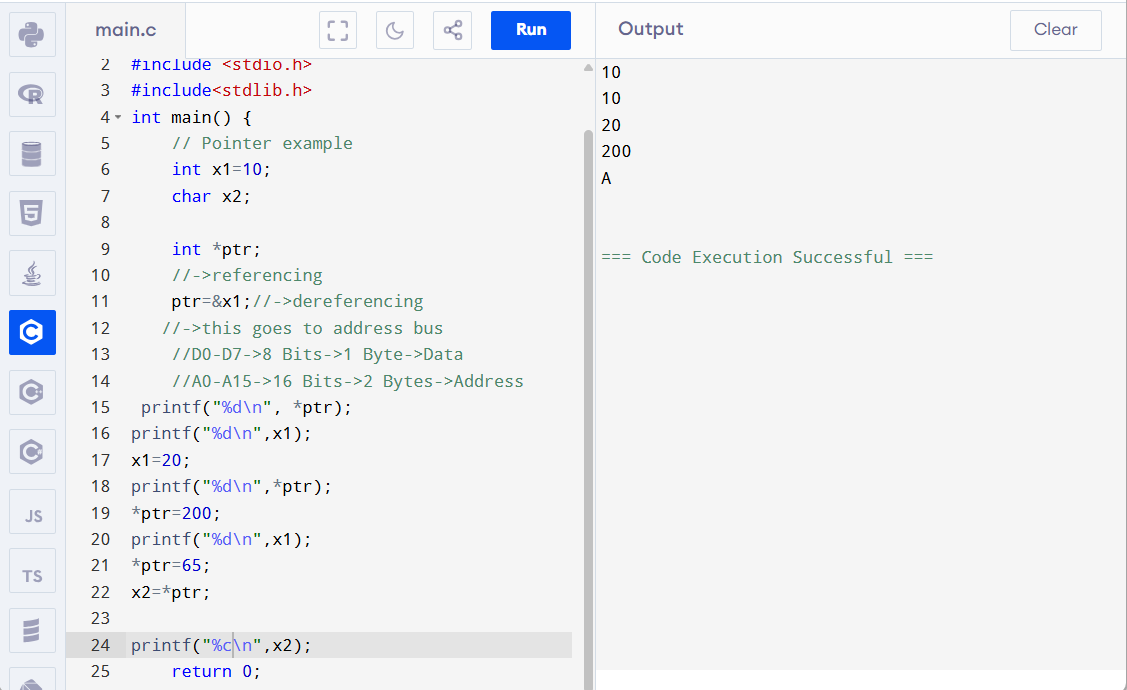 main.c
Run
Output
Clear
2 #include <stdio.h>
3 #include<stdlib.h>
4 int main() {
5 // Pointer example
6 int x1=10;
7 char x2;
8
9 int *ptr;
10 //->referencing
11 ptr=&x1;//->dereferencing
12 //->this goes to address bus
13 //D0-D7->8 Bits->1 Byte->Data
14 //A0-A15->16 Bits->2 Bytes->Address
15 printf("%d\n", *ptr);
16 printf("%d\n",x1);
17 x1=20;
18 printf("%d\n",*ptr);
19 *ptr=200;
20 printf("%d\n",x1);
21 *ptr=65;
22 x2=*ptr;
23
24 printf("%c\n",x2);
25 return 0;
10
10
20
200
A
=== Code Execution Successful ===
R
5
C
C
C
JS
TS